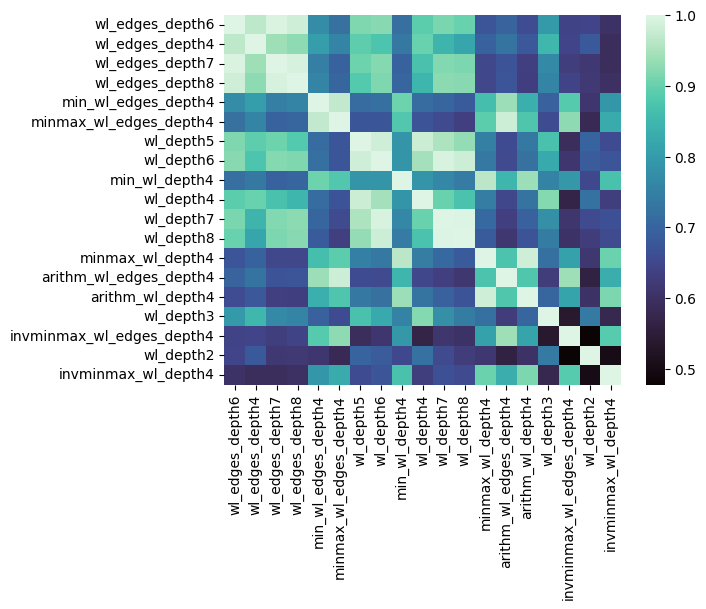 wl_edges_depth6
wl_edges_depth4
wl_edges_depth7
wl_edges_depth8
min_wl_edges_depth4
minmax_wl_edges_depth4
wl_depth5
wl_depth6
min_wl_depth4
wl_depth4
wl_depth7
wl_depth8
minmax_wl_depth4
arithm_wl_edges_depth4
arithm_wl_depth4
wl_depth3
invminmax_wl_edges_depth4
wl_depth2
invminmax_wl_depth4
wl_edges_depth6
wl_edges_depth4
wl_edges_depth7
wl_edges_depth8
min_wl_edges_depth4
minmax_wl_edges_depth4
wl_depth5
wl_depth6
min_wl_depth4
wl_depth4
wl_depth7
wl_depth8
minmax_wl_depth4
arithm_wl_edges_depth4
arithm_wl_depth4
wl_depth3
invminmax_wl_edges_depth4
wl_depth2
invminmax_wl_depth4
1.0
0.9
0.8
0.7
0.6
0.5